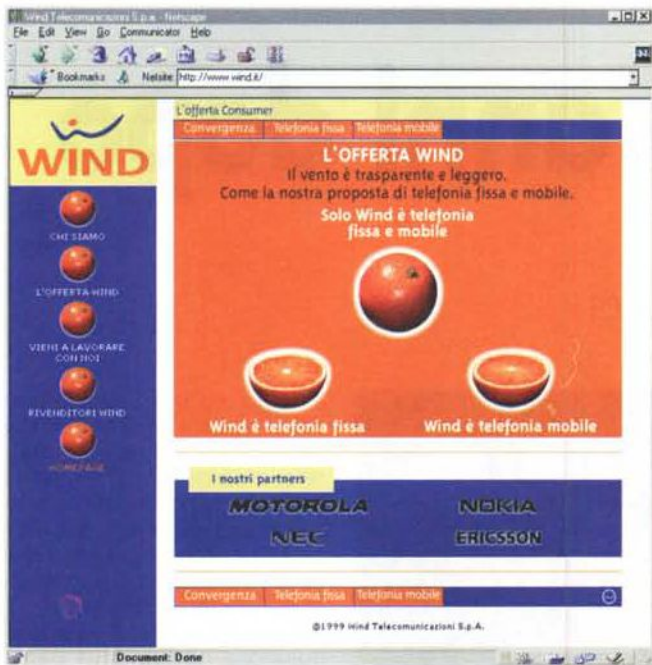 Wind Telecomunicazioni S.p.a - Netscape
File Edit View Go Communicator Help
Bookmarks Netsite: http://www.wind.it/
WIND
CHI SIAMO
L'OFFERTA WIND
VIENI A LAVORARE
CON NOI
RIVENDITORI WIND
HOMEPAGE
L'offerta Consumer
Convergenza Telefonia fissa Telefonia mobile
L'OFFERTA WIND
Il vento è trasparente e leggero.
Come la nostra proposta di telefonia fissa e mobile.
Solo Wind è telefonia
fissa e mobile
Wind è telefonia fissa Wind è telefonia mobile
I nostri partners
MOTOROLA NOKIA
NEC ERICSSON
Convergenza Telefonia fissa Telefonia mobile
©1999 Wind Telecomunicazioni S.p.A.
Document: Done